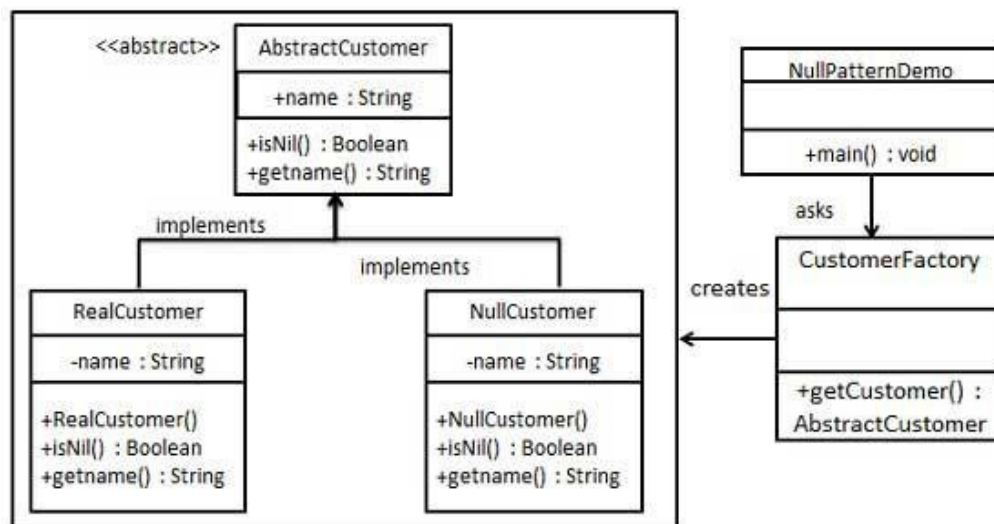 <<abstract>>
AbstractCustomer
+name : String
+isNil() : Boolean
+getname() : String
implements
implements
RealCustomer
-name : String
+RealCustomer()
+isNil() : Boolean
+getname() : String
NullCustomer
-name : String
+NullCustomer()
+isNil() : Boolean
+getname() : String
NullPatternDemo
+main() : void
asks
CustomerFactory
creates
+getCustomer() :
AbstractCustomer